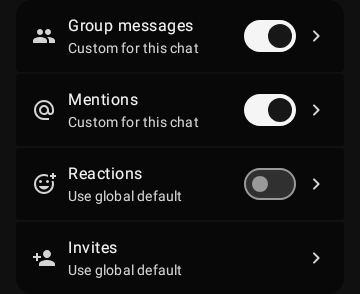 Group messages
Custom for this chat
Mentions
Custom for this chat
Reactions
Use global default
Invites
Use global default